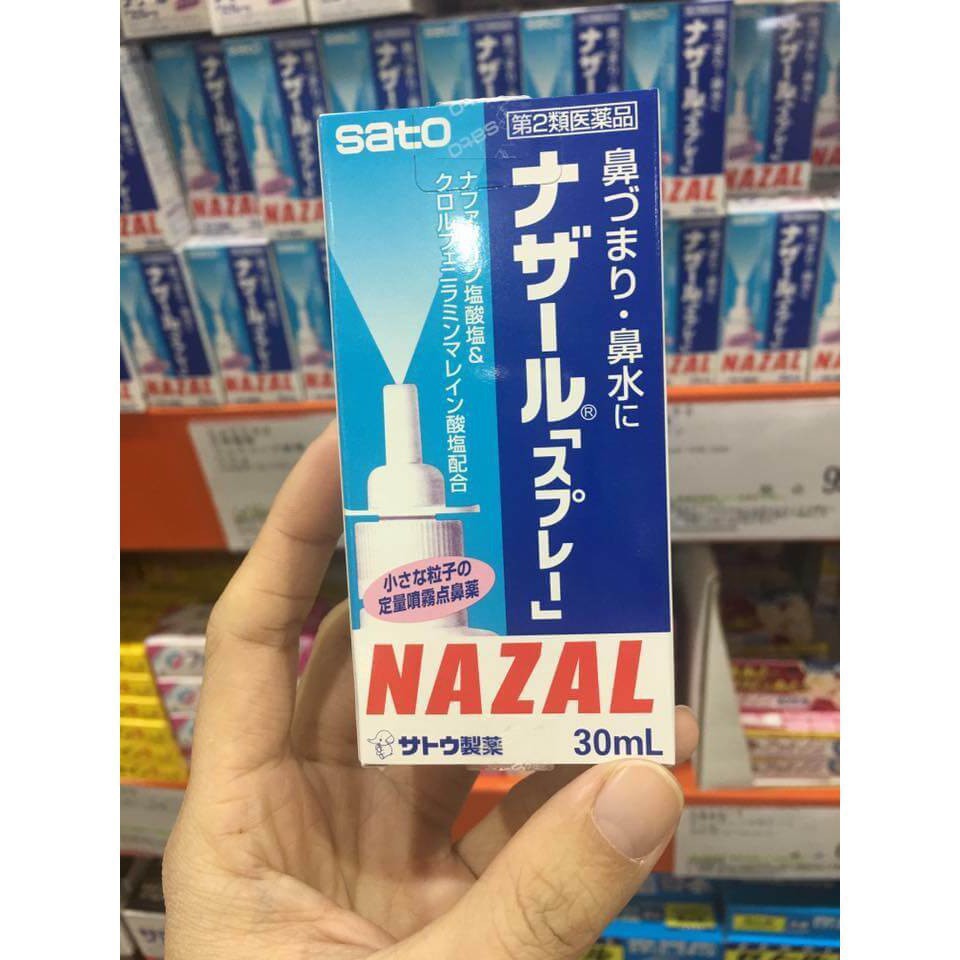 sato
第2類医薬品
鼻づまり・鼻水に
ナザール®「スプレー」
ナファゾリン塩酸塩&
クロルフェニラミンマレイン酸塩配合
小さな粒子の
定量噴霧点鼻薬
NAZAL
サトウ製薬
30mL